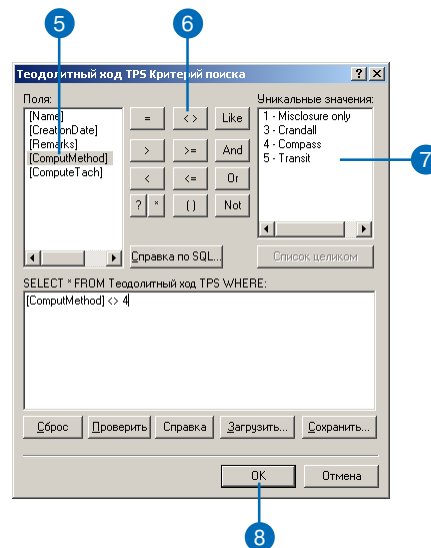 5
6
Теодолитный ход TPS Критерий поиска
? ×
Поля:
Уникальные значения:
[Name]
[CreationDate]
[Remarks]
[ComputMethod]
[ComputeTach]
= <> Like
> >= And
< <= Or
? * () Not
1 - Misclosure only
3 - Crandall
4 - Compass
5 - Transit
7
Справка по SQL...
Список целиком
SELECT * FROM Теодолитный ход TPS WHERE:
[ComputMethod] <> 4
Сброс Проверить Справка Загрузить... Сохранить...
OK Отмена
8